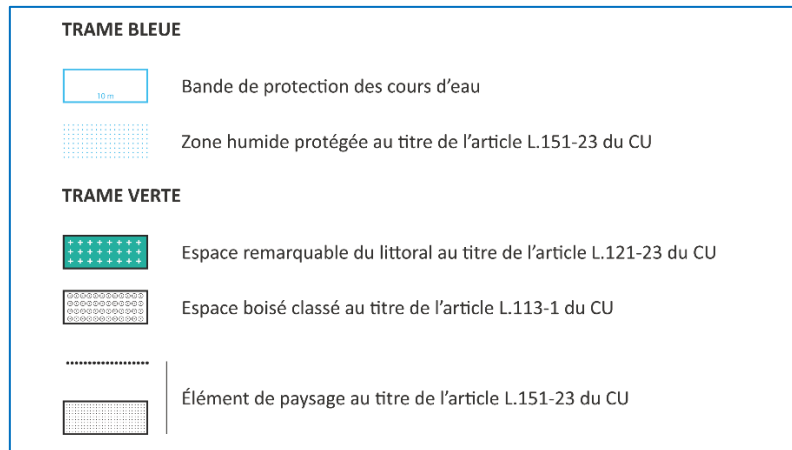 TRAME BLEUE
10 m
Bande de protection des cours d'eau
Zone humide protégée au titre de l'article L.151-23 du CU
TRAME VERTE
Espace remarquable du littoral au titre de l'article L.121-23 du CU
Espace boisé classé au titre de l'article L.113-1 du CU
Élément de paysage au titre de l'article L.151-23 du CU